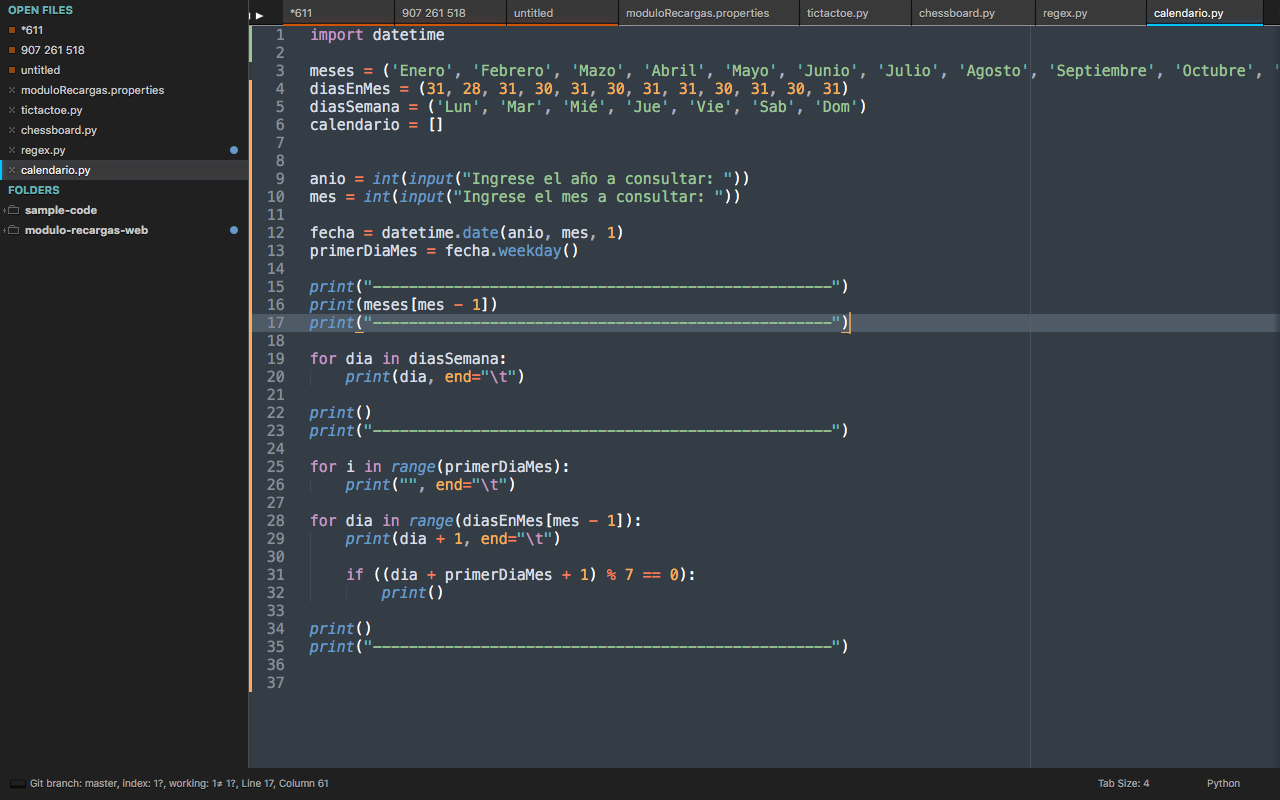 OPEN FILES
*611
907 261 518
untitled
moduloRecargas.properties
tictactoe.py
chessboard.py
regex.py
calendario.py
FOLDERS
sample-code
modulo-recargas-web
*611 907 261 518 untitled moduloRecargas.properties tictactoe.py chessboard.py regex.py calendario.py
1 import datetime
2
3 meses = ('Enero', 'Febrero', 'Mazo', 'Abril', 'Mayo', 'Junio', 'Julio', 'Agosto', 'Septiembre', 'Octubre', '
4 diasEnMes = (31, 28, 31, 30, 31, 30, 31, 31, 30, 31, 30, 31)
5 diasSemana = ('Lun', 'Mar', 'Mié', 'Jue', 'Vie', 'Sab', 'Dom')
6 calendario = []
7
8
9 anio = int(input("Ingrese el año a consultar: "))
10 mes = int(input("Ingrese el mes a consultar: "))
11
12 fecha = datetime.date(anio, mes, 1)
13 primerDiaMes = fecha.weekday()
14
15 print("---------------------------------------------------")
16 print(meses[mes - 1])
17 print("---------------------------------------------------")
18
19 for dia in diasSemana:
20 print(dia, end="\t")
21
22 print()
23 print("---------------------------------------------------")
24
25 for i in range(primerDiaMes):
26 print("", end="\t")
27
28 for dia in range(diasEnMes[mes - 1]):
29 print(dia + 1, end="\t")
30
31 if ((dia + primerDiaMes + 1) % 7 == 0):
32 print()
33
34 print()
35 print("---------------------------------------------------")
36
37
Git branch: master, index: 1?, working: 1≠ 1?, Line 17, Column 61
Tab Size: 4
Python